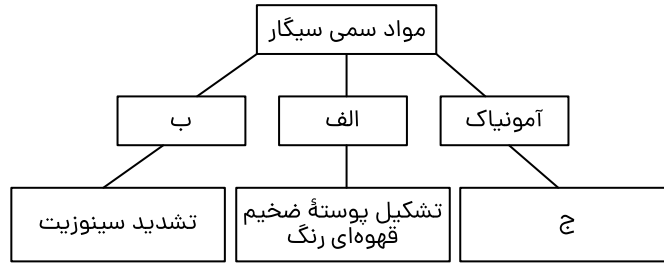 مواد سمی سیگار
آمونیاک
الف
ب
ج
تشکیل پوستهٔ ضخیم
قهوه‌ای رنگ
تشدید سینوزیت